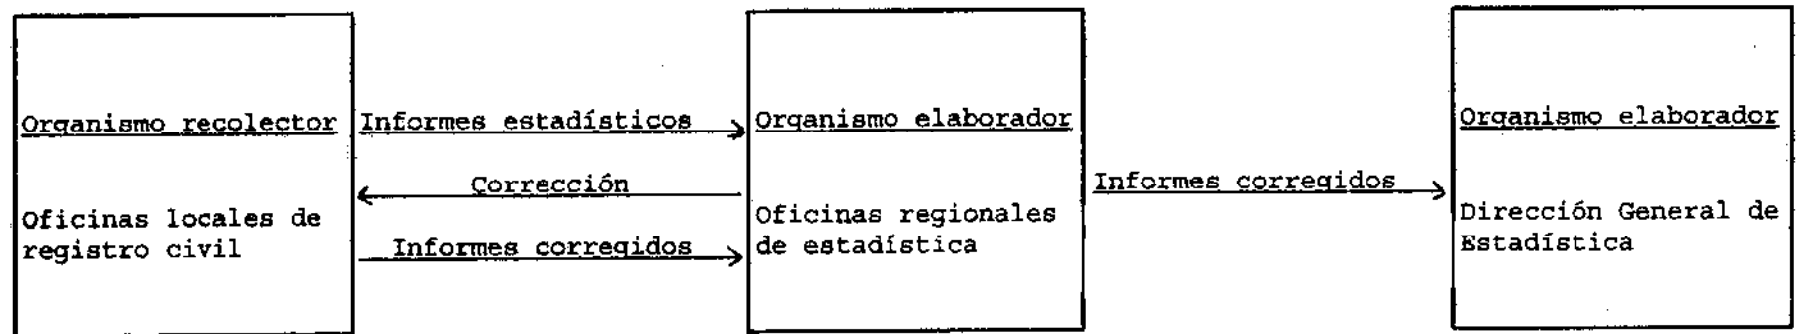 Organismo recolector
Oficinas locales de
registro civil
Informes estadísticos
Corrección
Informes corregidos
Organismo elaborador
Oficinas regionales
de estadística
Informes corregidos
Organismo elaborador
Dirección General de
Estadística